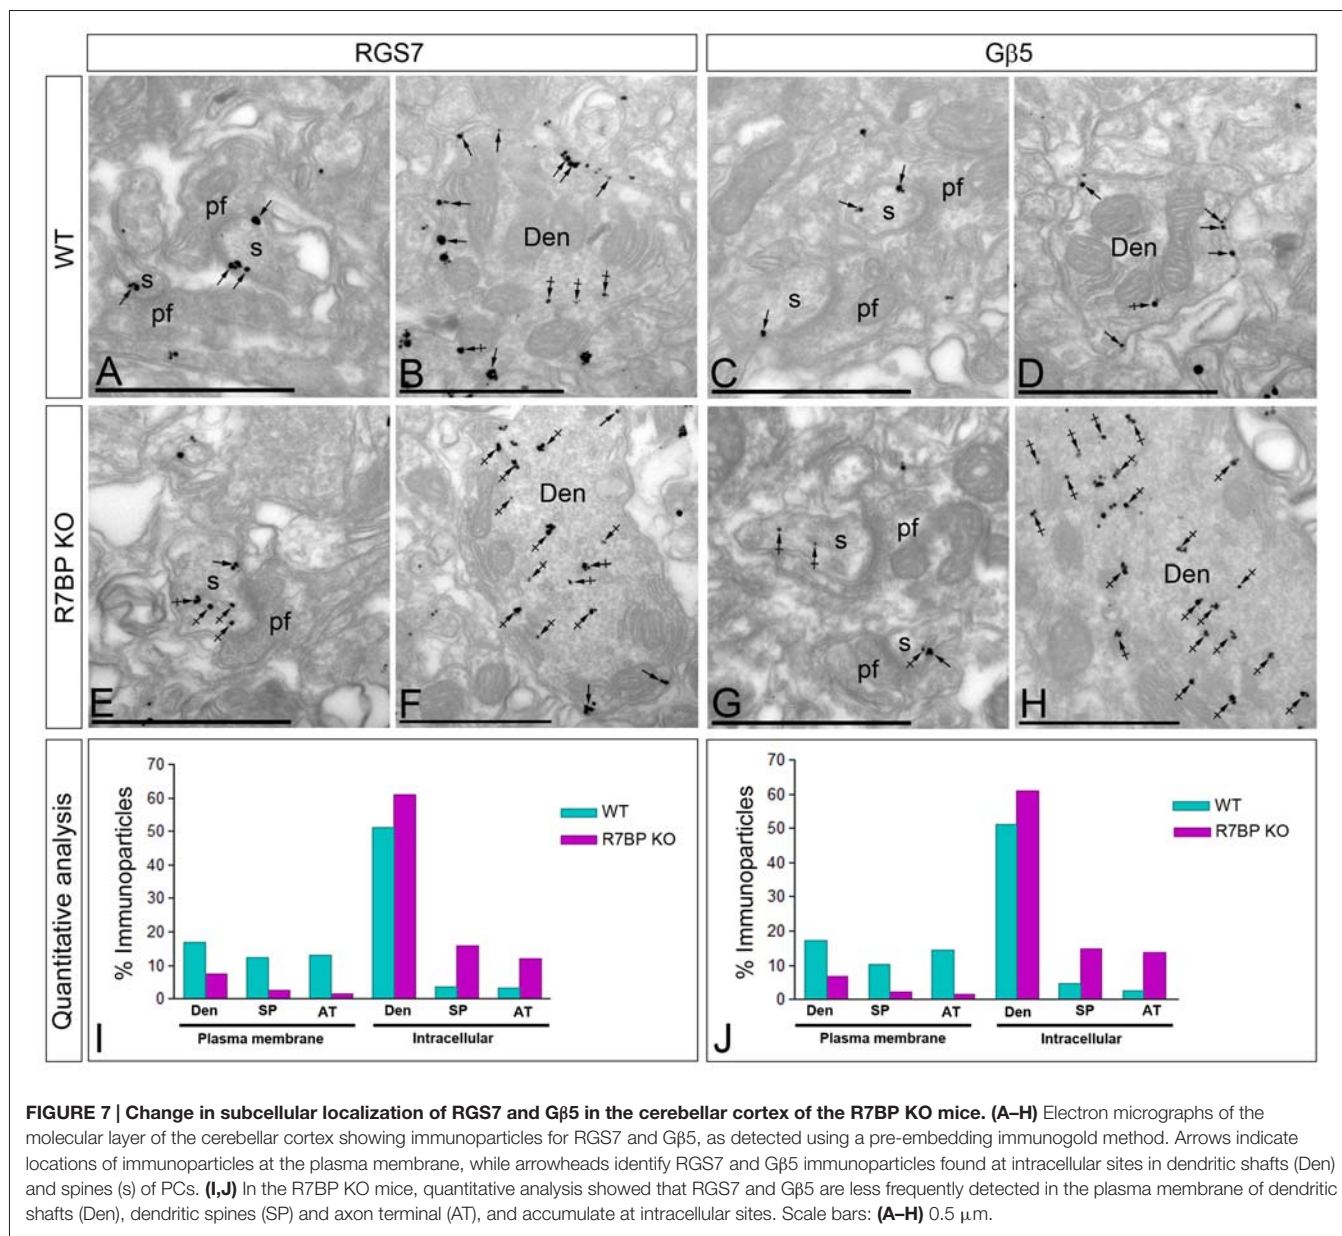 RGS7
Gβ5
WT
pf
s
s
pf
A
Den
B
pf
s
s
pf
C
Den
D
R7BP KO
s
pf
E
Den
F
s
pf
s
pf
G
Den
H
Quantitative analysis
% Immunoparticles
70
60
50
40
30
20
10
0
WT
R7BP KO
Den SP AT Den SP AT
Plasma membrane Intracellular
I
% Immunoparticles
70
60
50
40
30
20
10
0
WT
R7BP KO
Den SP AT Den SP AT
Plasma membrane Intracellular
J
FIGURE 7 | Change in subcellular localization of RGS7 and Gβ5 in the cerebellar cortex of the R7BP KO mice. (A–H) Electron micrographs of the
molecular layer of the cerebellar cortex showing immunoparticles for RGS7 and Gβ5, as detected using a pre-embedding immunogold method. Arrows indicate
locations of immunoparticles at the plasma membrane, while arrowheads identify RGS7 and Gβ5 immunoparticles found at intracellular sites in dendritic shafts (Den)
and spines (s) of PCs. (I,J) In the R7BP KO mice, quantitative analysis showed that RGS7 and Gβ5 are less frequently detected in the plasma membrane of dendritic
shafts (Den), dendritic spines (SP) and axon terminal (AT), and accumulate at intracellular sites. Scale bars: (A–H) 0.5 μm.